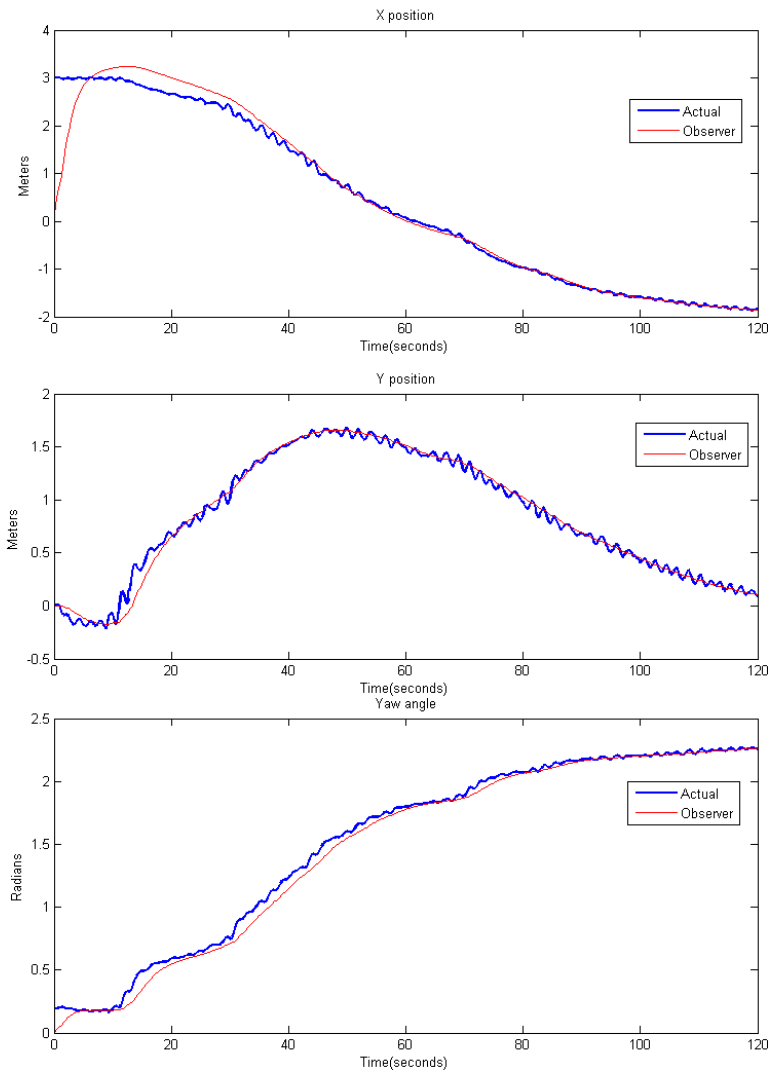 X position
4
3
2
1
0
-1
-2
Meters
Actual
Observer
0 20 40 60 80 100 120
Time(seconds)
Y position
2
1.5
1
0.5
0
-0.5
Meters
Actual
Observer
0 20 40 60 80 100 120
Time(seconds)
Yaw angle
2.5
2
1.5
1
0.5
0
Radians
Actual
Observer
0 20 40 60 80 100 120
Time(seconds)